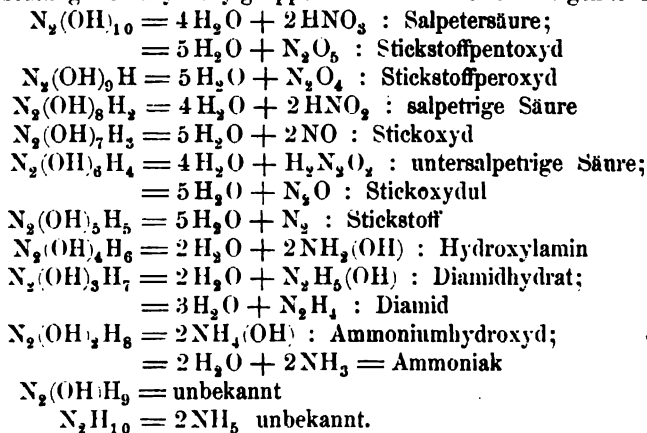 N₂(OH)₁₀ = 4H₂O + 2HNO₃ : Salpetersäure;
= 5H₂O + N₂O₅ : Stickstoffpentoxyd
N₂(OH)₉H = 5H₂O + N₂O₄ : Stickstoffperoxyd
N₂(OH)₈H₂ = 4H₂O + 2HNO₂ : salpetrige Säure
N₂(OH)₇H₃ = 5H₂O + 2NO : Stickoxyd
N₂(OH)₆H₄ = 4H₂O + H₂N₂O₂ : untersalpetrige Säure;
= 5H₂O + N₂O : Stickoxydul
N₂(OH)₅H₅ = 5H₂O + N₂ : Stickstoff
N₂(OH)₄H₆ = 2H₂O + 2NH₂(OH) : Hydroxylamin
N₂(OH)₃H₇ = 2H₂O + N₂H₅(OH) : Diamidhydrat;
= 3H₂O + N₂H₄ : Diamid
N₂(OH)₂H₈ = 2NH₄(OH) : Ammoniumhydroxyd;
= 2H₂O + 2NH₃ = Ammoniak
N₂(OH)H₉ = unbekannt
N₂H₁₀ = 2NH₅ unbekannt.